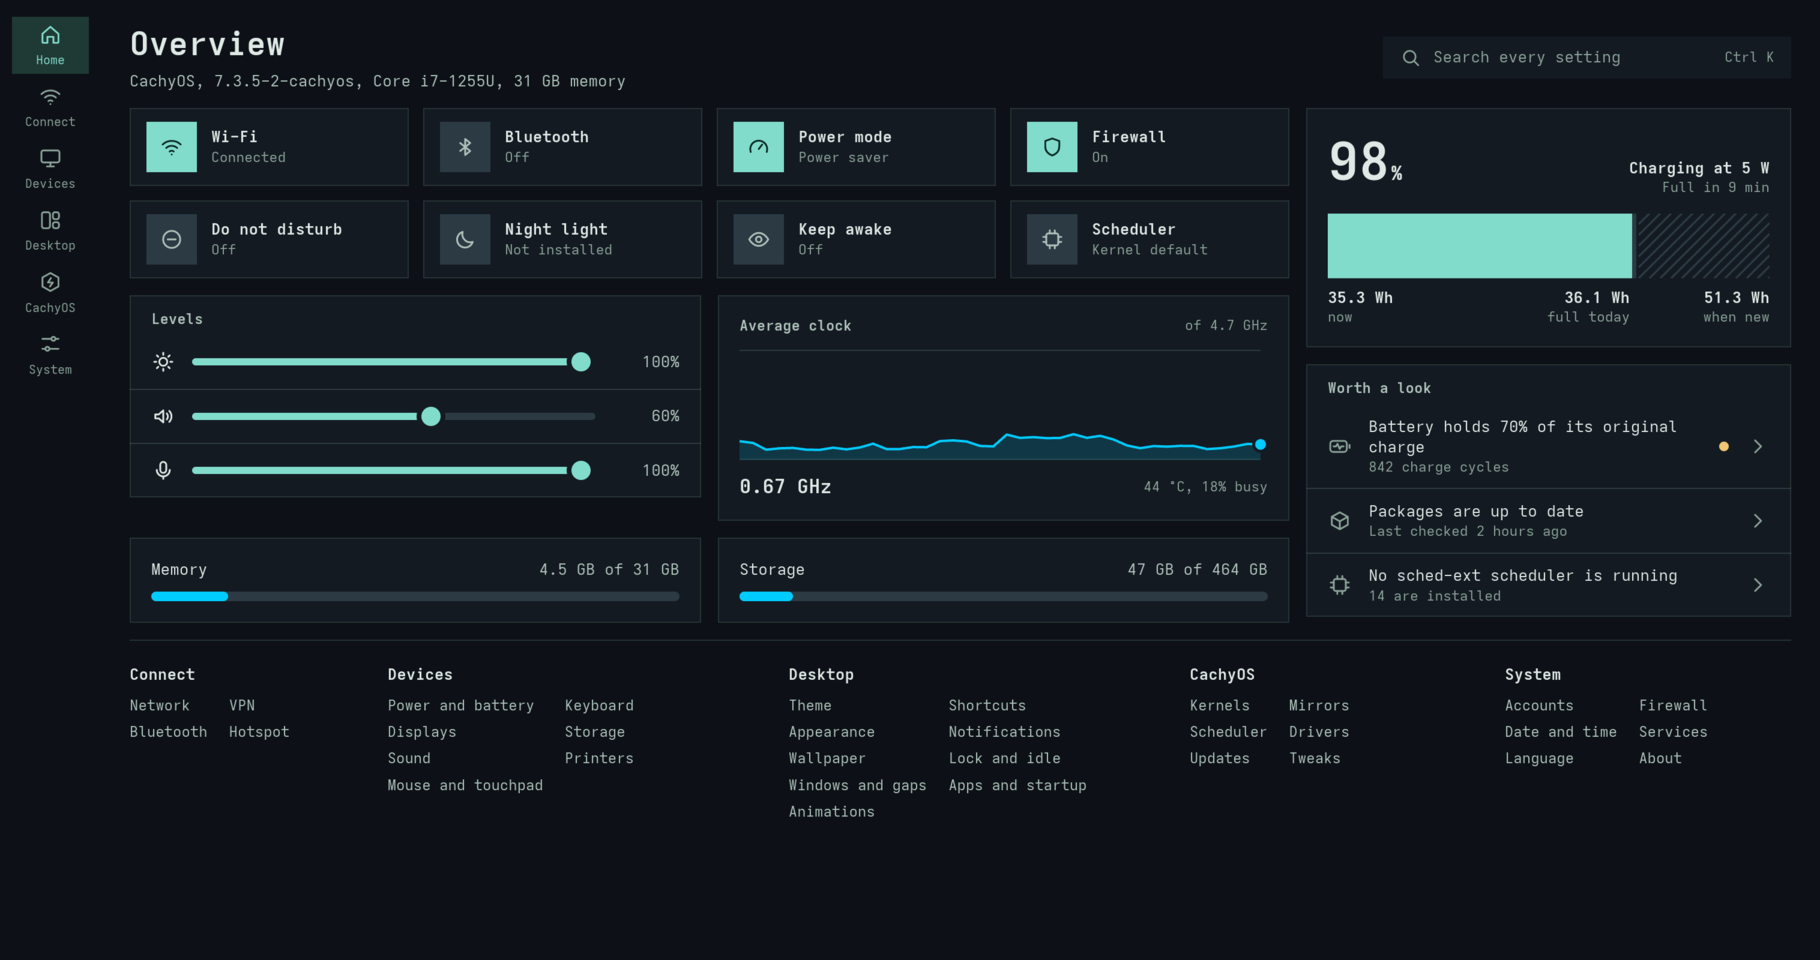 Home
Connect
Devices
Desktop
CachyOS
System
Overview
CachyOS, 7.3.5-2-cachyos, Core i7-1255U, 31 GB memory
Search every setting
Ctrl K
Wi-Fi
Connected
Bluetooth
Off
Power mode
Power saver
Firewall
On
Do not disturb
Off
Night light
Not installed
Keep awake
Off
Scheduler
Kernel default
98%
Charging at 5 W
Full in 9 min
35.3 Wh
now
36.1 Wh
full today
51.3 Wh
when new
Levels
100%
60%
100%
Average clock
of 4.7 GHz
0.67 GHz
44 °C, 18% busy
Worth a look
Battery holds 70% of its original
charge
842 charge cycles
Packages are up to date
Last checked 2 hours ago
No sched-ext scheduler is running
14 are installed
Memory
4.5 GB of 31 GB
Storage
47 GB of 464 GB
Connect
Network
VPN
Bluetooth
Hotspot
Devices
Power and battery
Keyboard
Displays
Storage
Sound
Printers
Mouse and touchpad
Desktop
Theme
Shortcuts
Appearance
Notifications
Wallpaper
Lock and idle
Windows and gaps
Apps and startup
Animations
CachyOS
Kernels
Mirrors
Scheduler
Drivers
Updates
Tweaks
System
Accounts
Firewall
Date and time
Services
Language
About